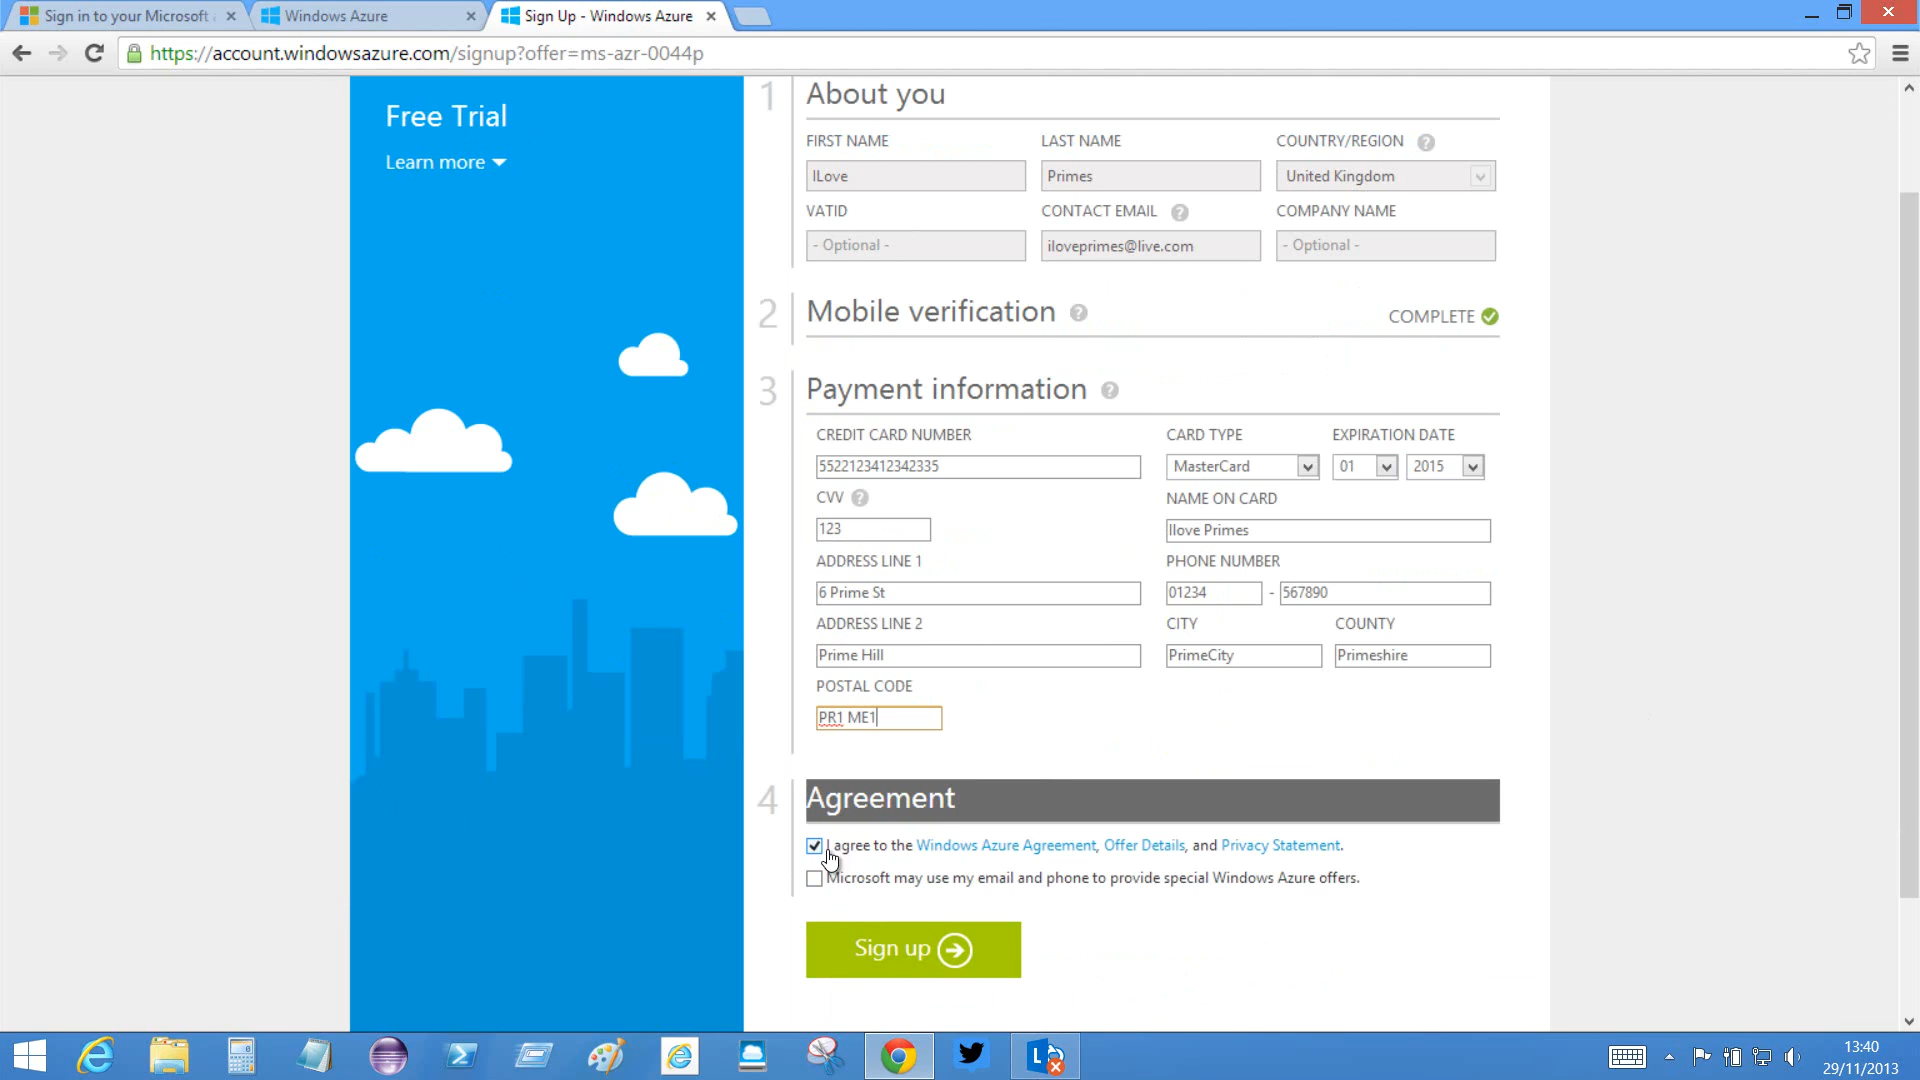 Sign in to your Microsoft a
Windows Azure
Sign Up - Windows Azure
https://account.windowsazure.com/signup?offer=ms-azr-0044p
Free Trial
Learn more
1 About you
FIRST NAME LAST NAME COUNTRY/REGION ?
ILove Primes United Kingdom
VATID CONTACT EMAIL ? COMPANY NAME
- Optional - iloveprimes@live.com - Optional -
2 Mobile verification ? COMPLETE
3 Payment information ?
CREDIT CARD NUMBER CARD TYPE EXPIRATION DATE
5522123412342335 MasterCard 01 2015
CVV ? NAME ON CARD
123 Ilove Primes
ADDRESS LINE 1 PHONE NUMBER
6 Prime St 01234 - 567890
ADDRESS LINE 2 CITY COUNTY
Prime Hill PrimeCity Primeshire
POSTAL CODE
PR1 ME1
4 Agreement
I agree to the Windows Azure Agreement, Offer Details, and Privacy Statement.
Microsoft may use my email and phone to provide special Windows Azure offers.
Sign up
13:40
29/11/2013